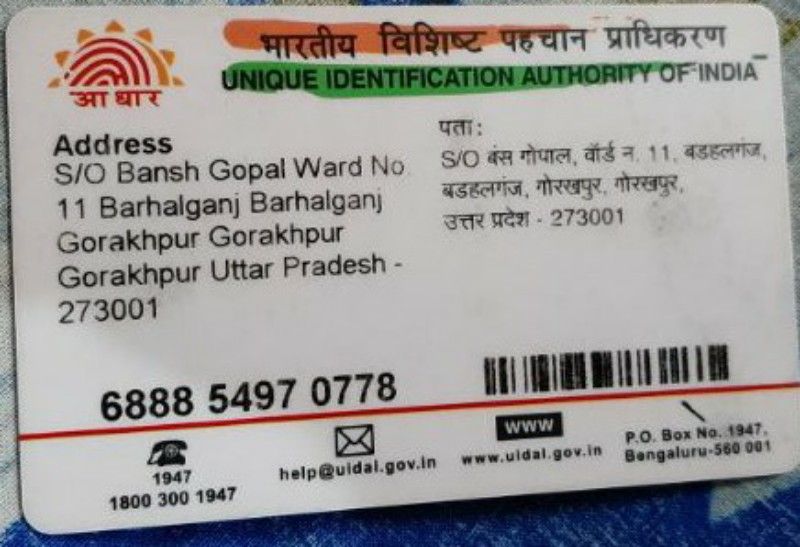 भारतीय विशिष्ट पहचान प्राधिकरण
UNIQUE IDENTIFICATION AUTHORITY OF INDIA
आधार
Address
S/O Bansh Gopal Ward No
11 Barhalganj Barhalganj
Gorakhpur Gorakhpur
Gorakhpur Uttar Pradesh -
273001
पता:
S/O बंस गोपाल, वॉर्ड न. 11, बडहलगंज,
बडहलगंज, गोरखपुर, गोरखपुर,
उत्तर प्रदेश - 273001
6888 5497 0778
1947
1800 300 1947
help@uidai.gov.in
WWW
www.uidai.gov.in
P.O. Box No. 1947,
Bengaluru-560 001